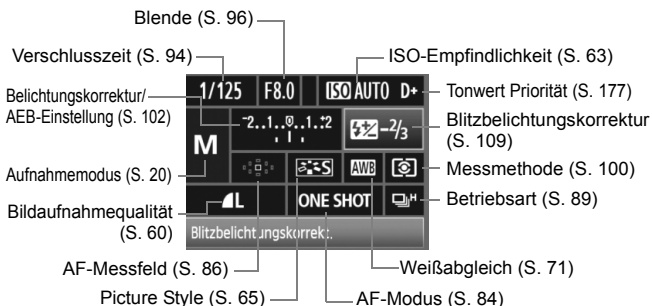 Blende (S. 96)
Verschlusszeit (S. 94)
ISO-Empfindlichkeit (S. 63)
1/125 F8.0 ISO AUTO D+
Tonwert Priorität (S. 177)
Belichtungskorrektur/
AEB-Einstellung (S. 102)
-2..1..0..1..+2
-2/3
Blitzbelichtungskorrektur
(S. 109)
M
S AWB
Messmethode (S. 100)
Aufnahmemodus (S. 20)
L ONE SHOT H
Betriebsart (S. 89)
Bildaufnahmequalität
(S. 60)
Blitzbelichtungskorrekt.
AF-Messfeld (S. 86)
Weißabgleich (S. 71)
Picture Style (S. 65)
AF-Modus (S. 84)